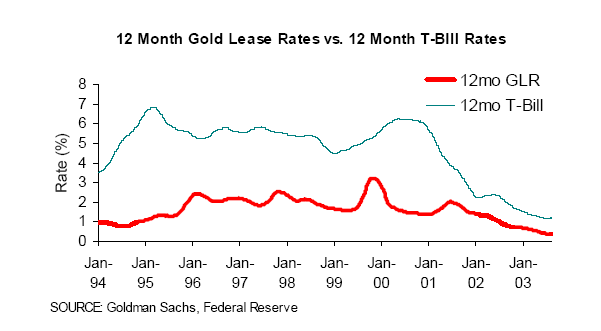 12 Month Gold Lease Rates vs. 12 Month T-BIll Rates
12mo GLR
12mo T-Bill
Rate (%)
8
7
6
5
4
3
2
1
0
Jan- Jan- Jan- Jan- Jan- Jan- Jan- Jan- Jan- Jan-
94 95 96 97 98 99 00 01 02 03
SOURCE: Goldman Sachs, Federal Reserve